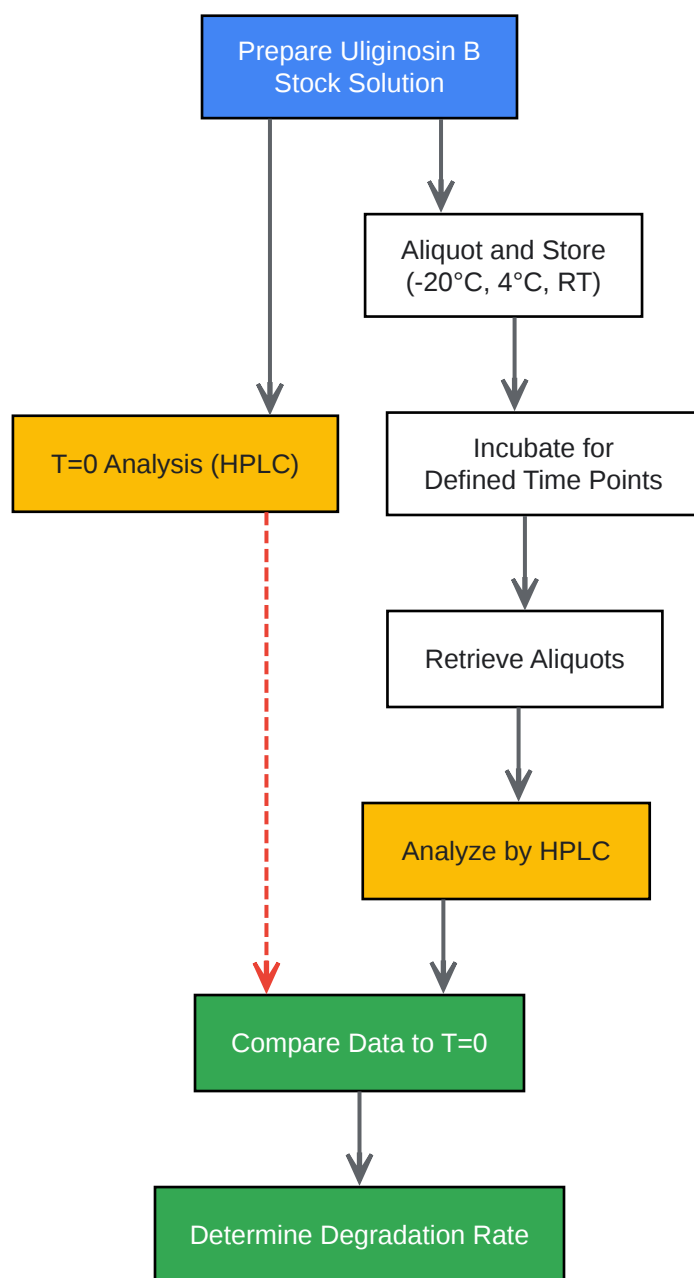 Prepare Uliginosin B
Stock Solution
Aliquot and Store
(-20°C, 4°C, RT)
T=0 Analysis (HPLC)
Incubate for
Defined Time Points
Retrieve Aliquots
Analyze by HPLC
Compare Data to T=0
Determine Degradation Rate